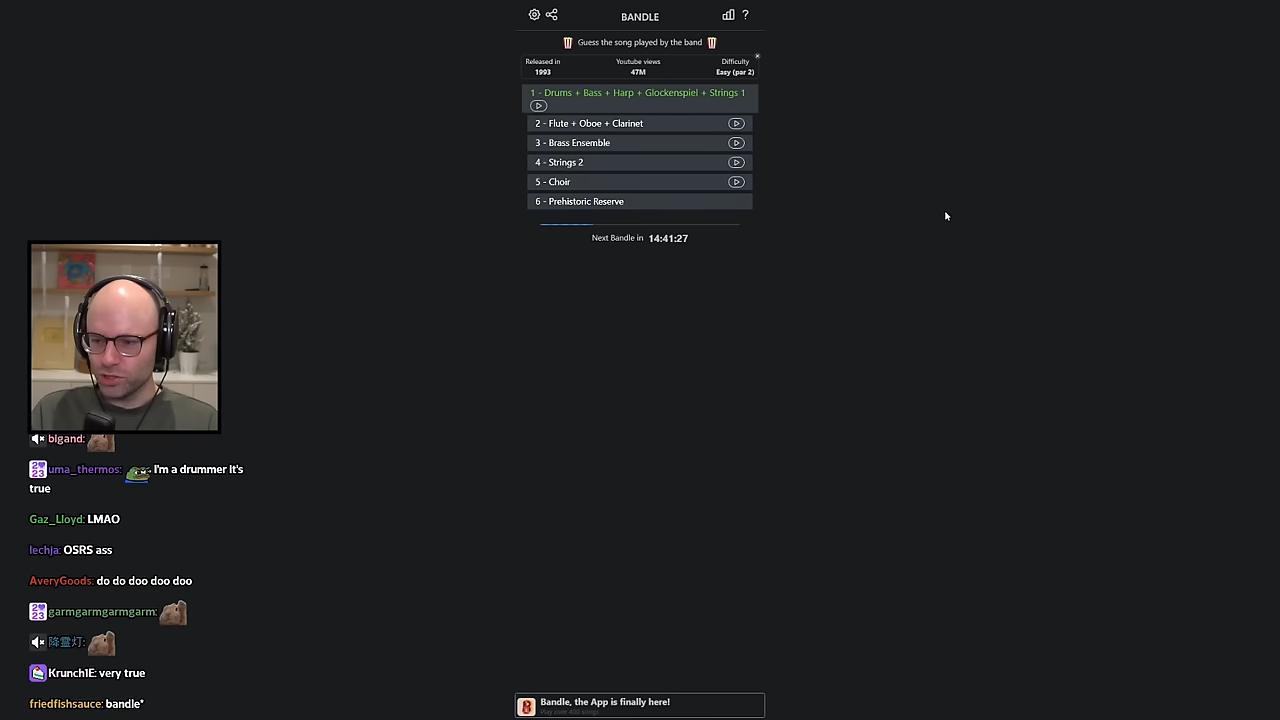 BANDLE
?
Guess the song played by the band
Released in
1993
Youtube views
47M
Difficulty
Easy (par 2)
1 - Drums + Bass + Harp + Glockenspiel + Strings 1
2 - Flute + Oboe + Clarinet
3 - Brass Ensemble
4 - Strings 2
5 - Choir
6 - Prehistoric Reserve
Next Bandle in 14:41:27
bigand:
uma_thermos: I'm a drummer it's
true
Gaz_Lloyd: LMAO
lechja: OSRS ass
AveryGoods: do do doo doo doo
garmgarmgarmgarm:
降霊灯:
Krunch1E: very true
friedfishsauce: bandle*
Bandle, the App is finally here!